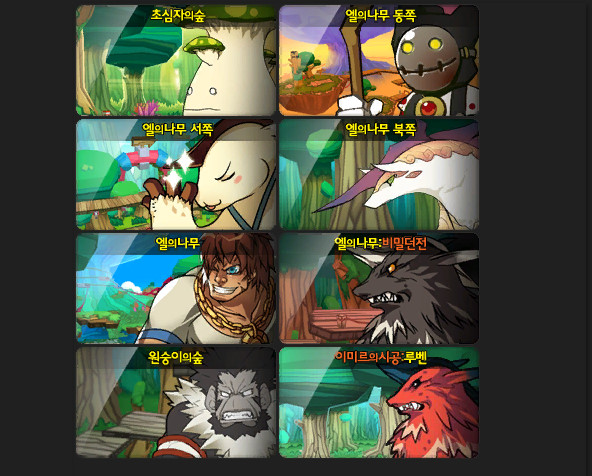 초심자의숲
엘의나무 동쪽
엘의나무 서쪽
엘의나무 북쪽
엘의나무
엘의나무:비밀던전
원숭이의숲
이미르의시공:루벤